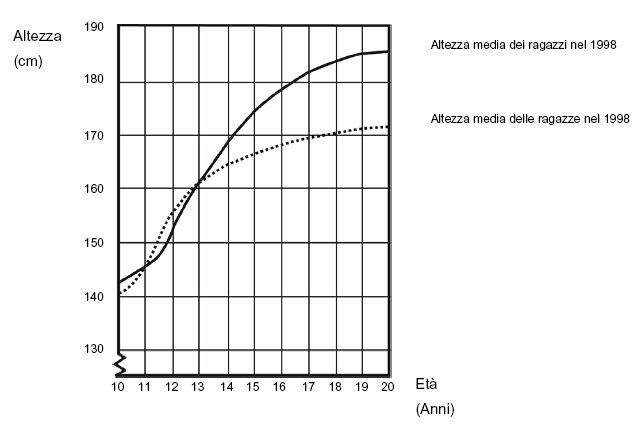 Altezza
(cm)
190
180
170
160
150
140
130
10 11 12 13 14 15 16 17 18 19 20
Età
(Anni)
Altezza media dei ragazzi nel 1998
Altezza media delle ragazze nel 1998